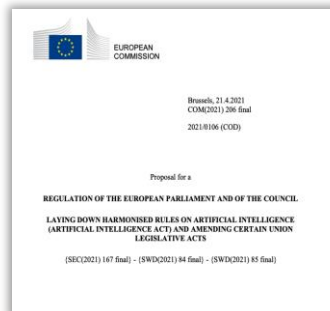 EUROPEAN
COMMISSION
Brussels, 21.4.2021
COM(2021) 206 final
2021/0106 (COD)
Proposal for a
REGULATION OF THE EUROPEAN PARLIAMENT AND OF THE COUNCIL
LAYING DOWN HARMONISED RULES ON ARTIFICIAL INTELLIGENCE
(ARTIFICIAL INTELLIGENCE ACT) AND AMENDING CERTAIN UNION
LEGISLATIVE ACTS
{SEC(2021) 167 final} - {SWD(2021) 84 final} - {SWD(2021) 85 final}